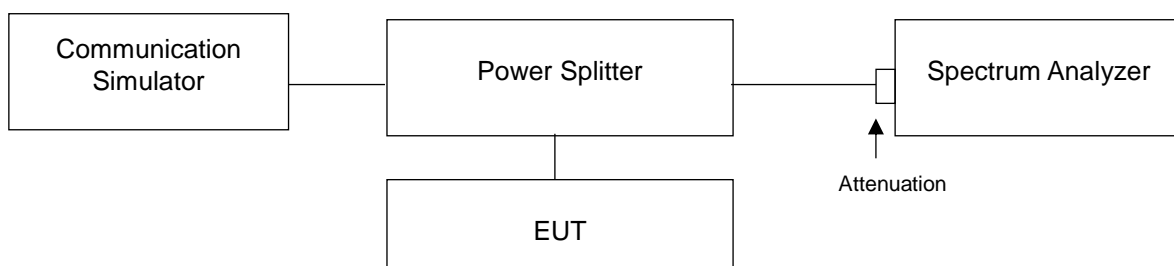 Communication
Simulator
Power Splitter
Spectrum Analyzer
Attenuation
EUT